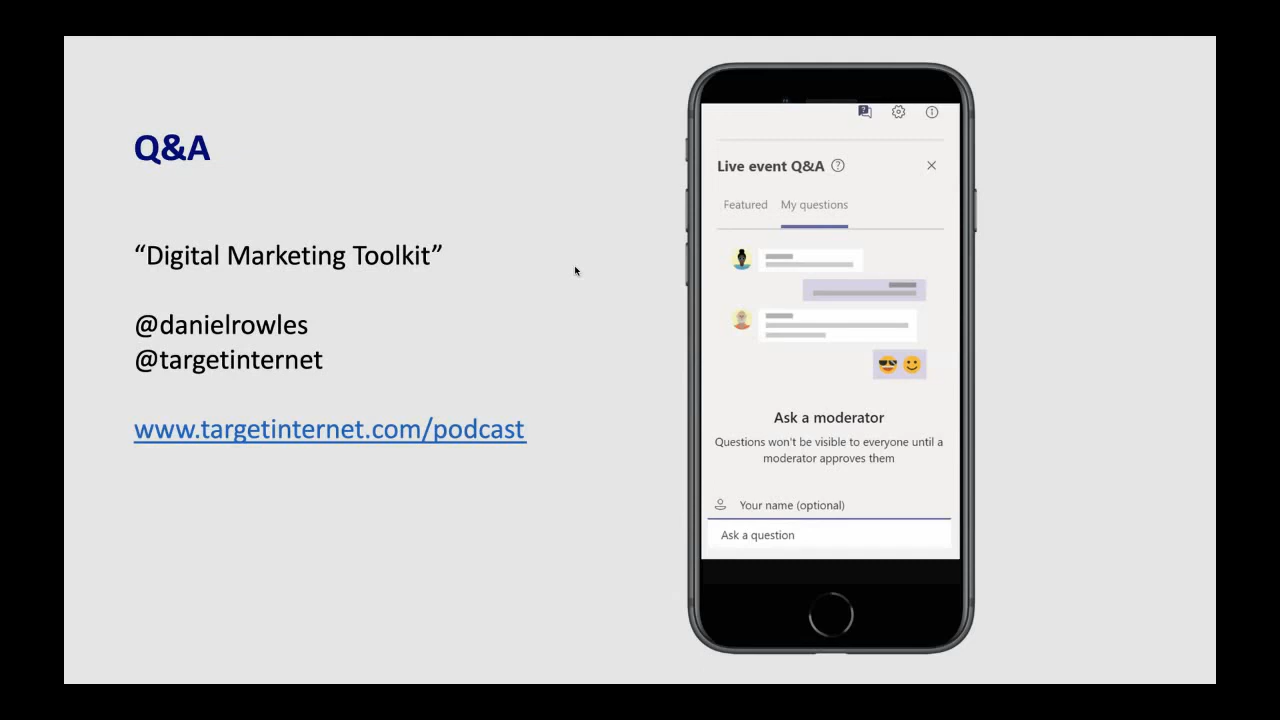 Q&A
“Digital Marketing Toolkit”
@danielrowles
@targetinternet
www.targetinternet.com/podcast
Live event Q&A
Featured My questions
Ask a moderator
Questions won't be visible to everyone until a
moderator approves them
Your name (optional)
Ask a question